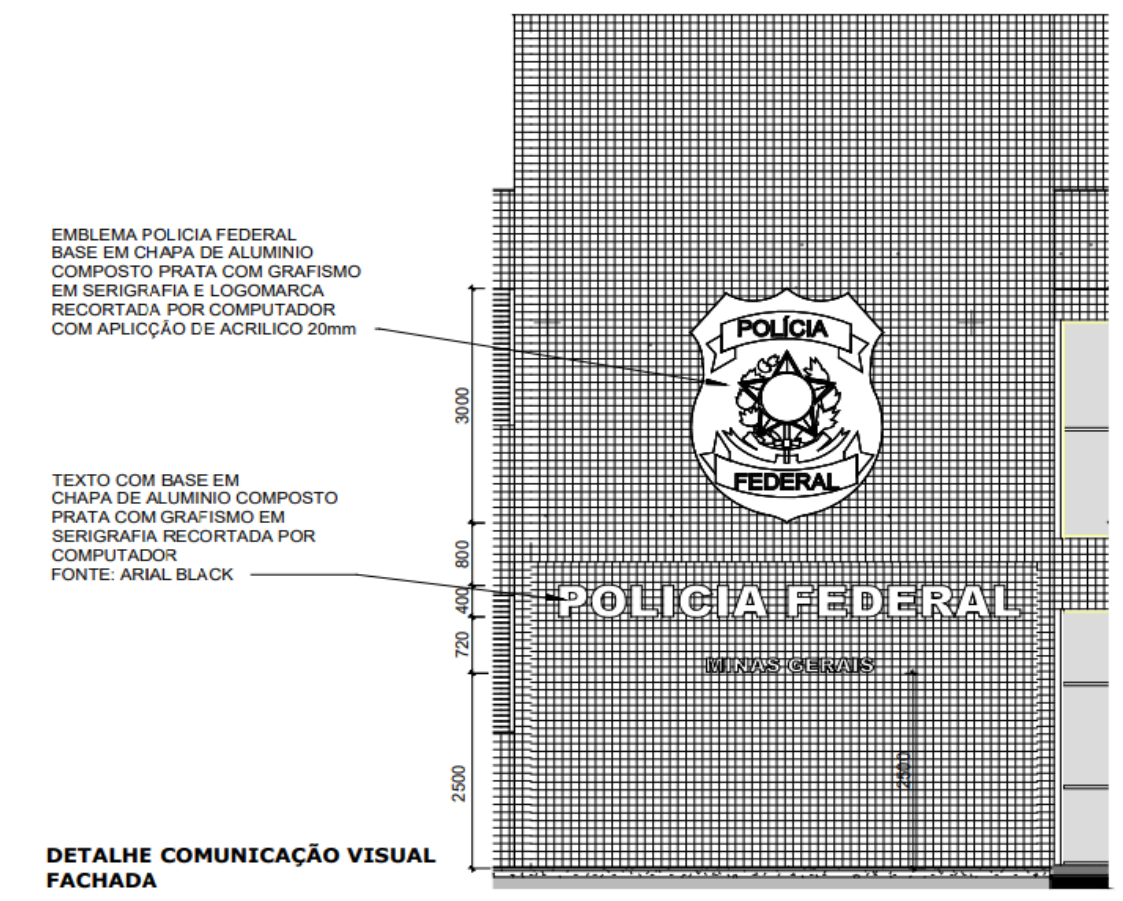 EMBLEMA POLICIA FEDERAL
BASE EM CHAPA DE ALUMINIO
COMPOSTO PRATA COM GRAFISMO
EM SERIGRAFIA E LOGOMARCA
RECORTADA POR COMPUTADOR
COM APLICÇÃO DE ACRILICO 20mm
POLÍCIA
FEDERAL
3000
TEXTO COM BASE EM
CHAPA DE ALUMINIO COMPOSTO
PRATA COM GRAFISMO EM
SERIGRAFIA RECORTADA POR
COMPUTADOR
FONTE: ARIAL BLACK
800
400
720
2500
POLICIA FEDERAL
MINAS GERAIS
2500
DETALHE COMUNICAÇÃO VISUAL
FACHADA